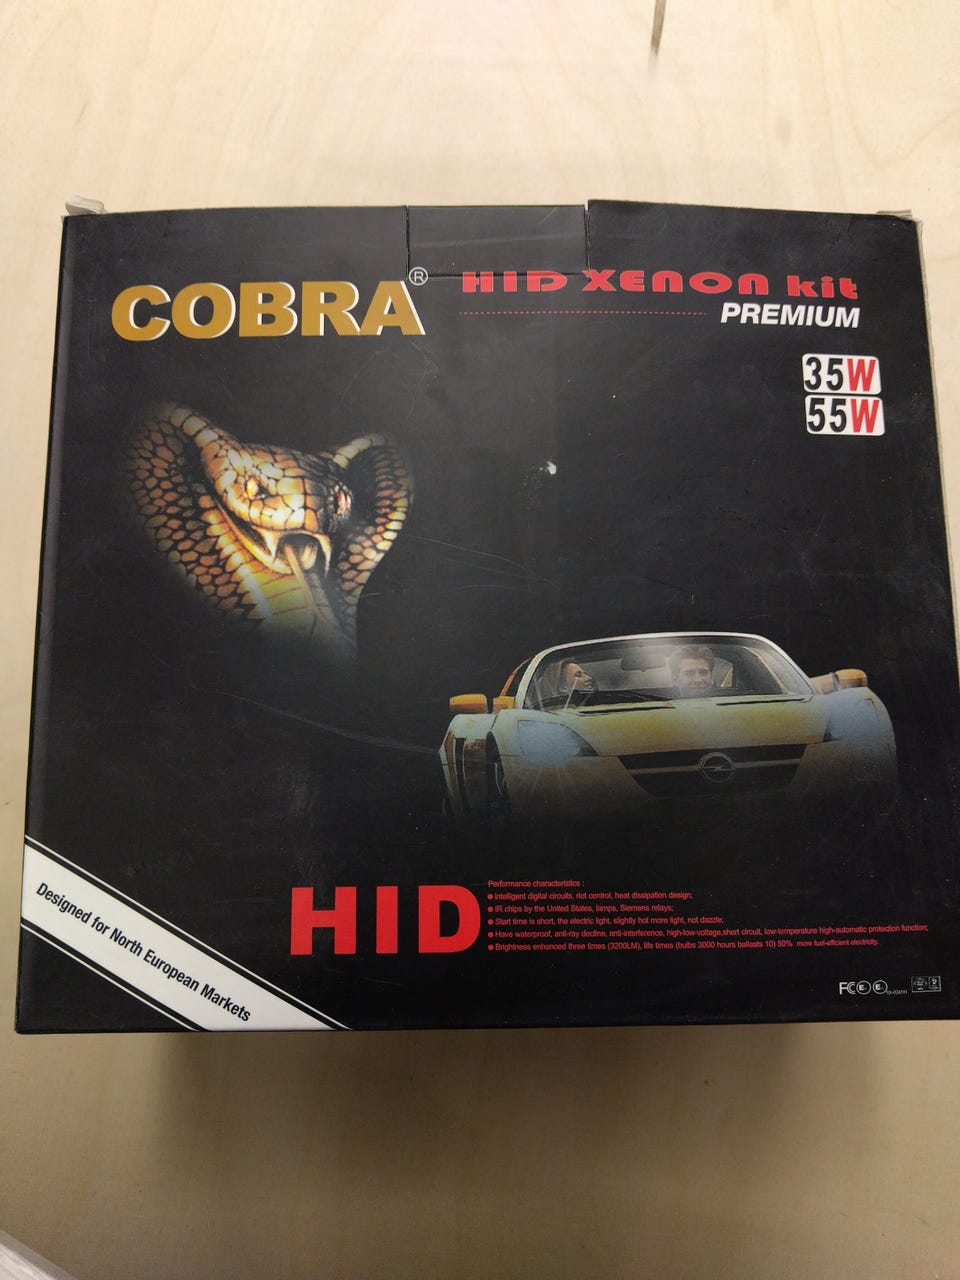 COBRA®
HID XENON kit
PREMIUM
35W
55W
HID
Performance characteristics :
● Intelligent digital circuits, riot control, heat dissipation design;
● IR chips by the United States, lamps, Siemens relays;
● Start time is short, the electric light, slightly hot more light, not dazzle;
● Have waterproof, anti-ray decline, anti-interference, high-low-voltage,short circuit, low-temperature high-automatic protection function;
● Brightness enhanced three times (3200LM), life times (bulbs 3000 hours ballasts 10) 50% more fuel-efficient electricity.
Designed for North European Markets
FC